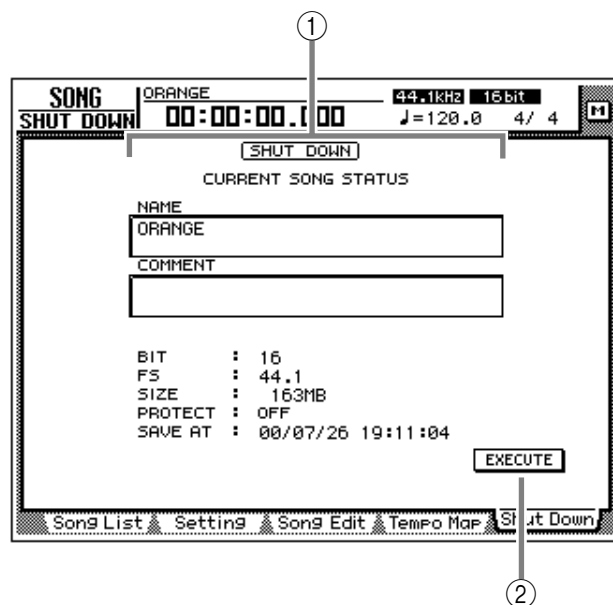 ①
SONG
SHUT DOWN
ORANGE
00:00:00.000
44.1kHz 16bit
♩=120.0 4/ 4
M
SHUT DOWN
CURRENT SONG STATUS
NAME
ORANGE
COMMENT
BIT : 16
FS : 44.1
SIZE : 163MB
PROTECT : OFF
SAVE AT : 00/07/26 19:11:04
EXECUTE
Song List Setting Song Edit Tempo Map Shut Down
②